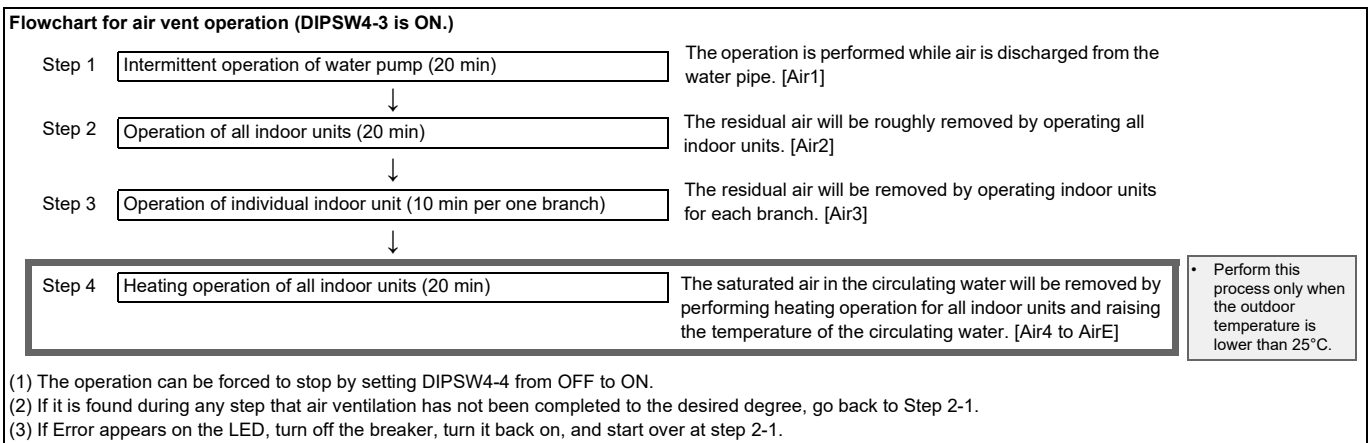 Flowchart for air vent operation (DIPSW4-3 is ON.)
Step 1 Intermittent operation of water pump (20 min)
The operation is performed while air is discharged from the
water pipe. [Air1]
↓
Step 2 Operation of all indoor units (20 min)
The residual air will be roughly removed by operating all
indoor units. [Air2]
↓
Step 3 Operation of individual indoor unit (10 min per one branch)
The residual air will be removed by operating indoor units
for each branch. [Air3]
↓
Step 4 Heating operation of all indoor units (20 min)
The saturated air in the circulating water will be removed by
performing heating operation for all indoor units and raising
the temperature of the circulating water. [Air4 to AirE]
• Perform this
process only when
the outdoor
temperature is
lower than 25°C.
(1) The operation can be forced to stop by setting DIPSW4-4 from OFF to ON.
(2) If it is found during any step that air ventilation has not been completed to the desired degree, go back to Step 2-1.
(3) If Error appears on the LED, turn off the breaker, turn it back on, and start over at step 2-1.